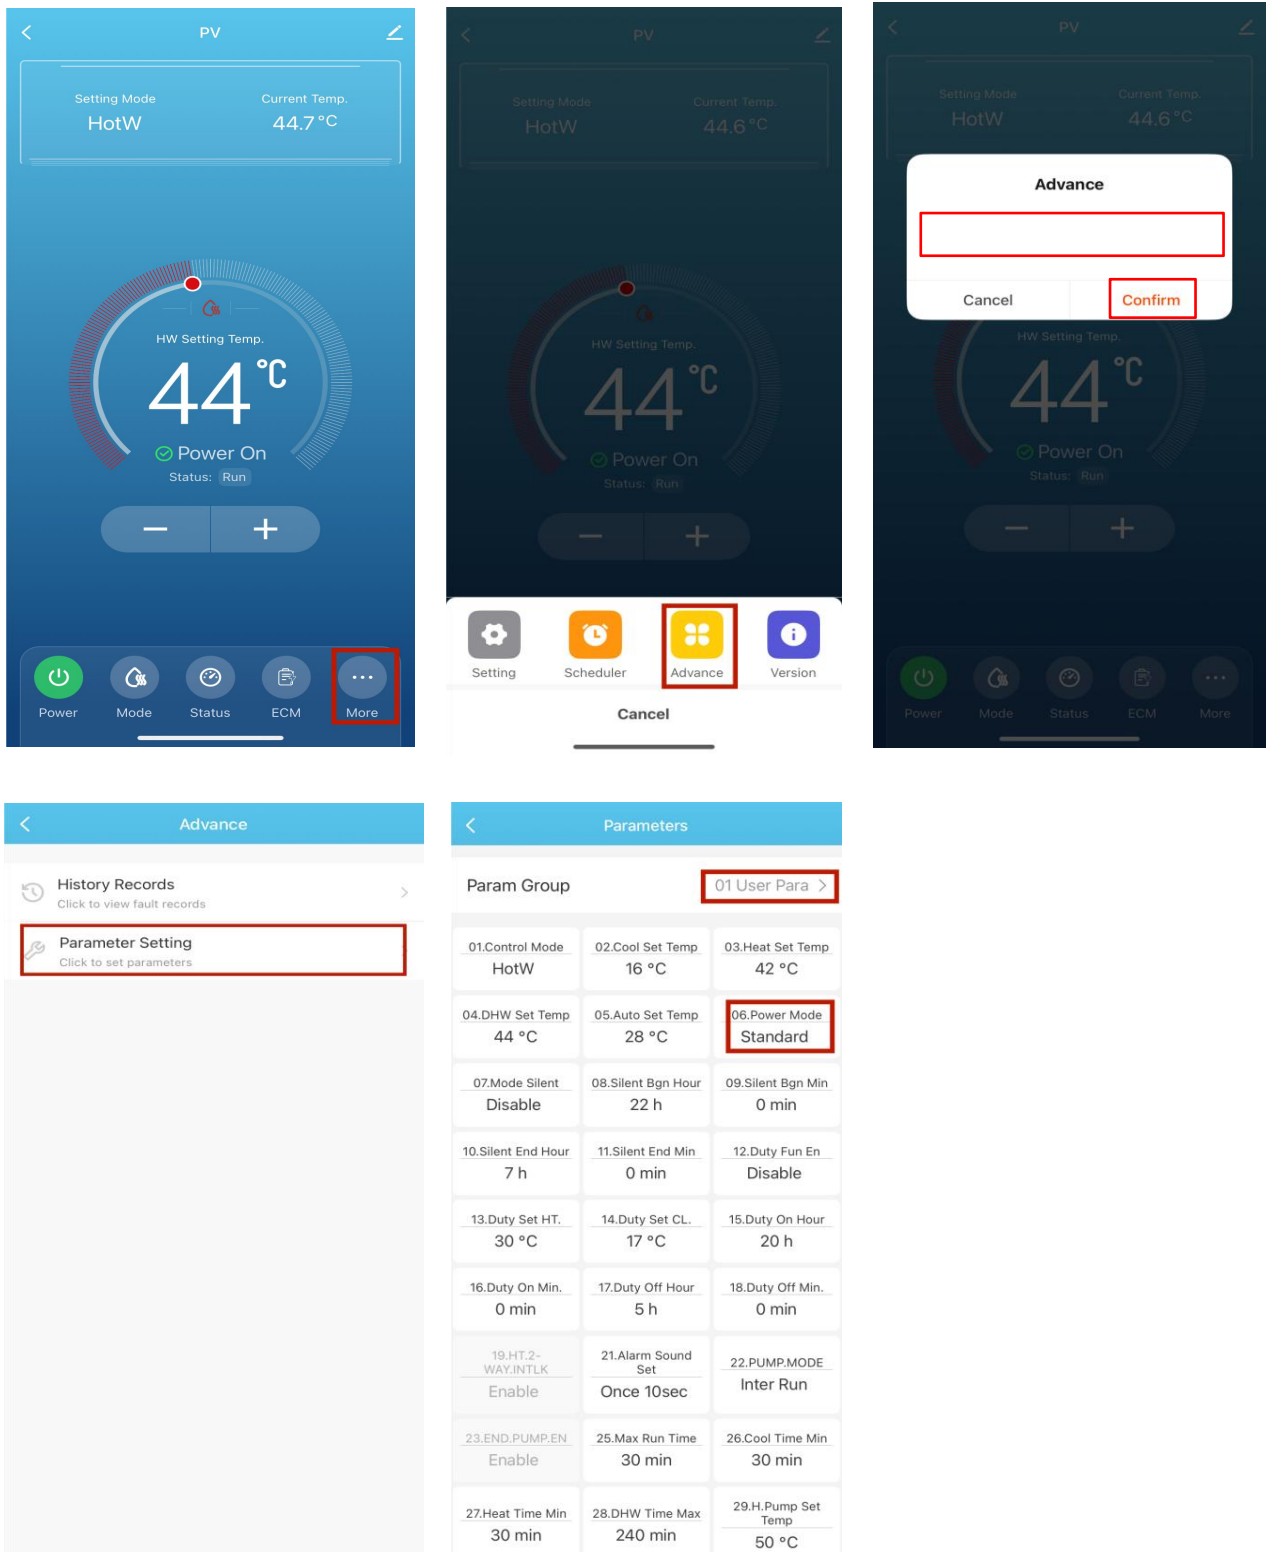 PV
Setting Mode
Current Temp.
HotW
44.7°C
HW Setting Temp.
44°C
Power On
Status: Run
Power
Mode
Status
ECM
More
PV
Setting Mode
Current Temp.
HotW
44.6°C
HW Setting Temp.
44°C
Power On
Status: Run
Setting
Scheduler
Advance
Version
Cancel
PV
Setting Mode
Current Temp.
HotW
44.6°C
Advance
Cancel
Confirm
HW Setting Temp.
44°C
Power On
Status: Run
Power
Mode
Status
ECM
More
Advance
History Records
Click to view fault records
Parameter Setting
Click to set parameters
Parameters
Param Group
01 User Para
01.Control Mode
HotW
02.Cool Set Temp
16 °C
03.Heat Set Temp
42 °C
04.DHW Set Temp
44 °C
05.Auto Set Temp
28 °C
06.Power Mode
Standard
07.Mode Silent
Disable
08.Silent Bgn Hour
22 h
09.Silent Bgn Min
0 min
10.Silent End Hour
7 h
11.Silent End Min
0 min
12.Duty Fun En
Disable
13.Duty Set HT.
30 °C
14.Duty Set CL.
17 °C
15.Duty On Hour
20 h
16.Duty On Min.
0 min
17.Duty Off Hour
5 h
18.Duty Off Min.
0 min
19.HT.2-
WAY.INTLK
Enable
21.Alarm Sound
Set
Once 10sec
22.PUMP.MODE
Inter Run
23.END.PUMP.EN
Enable
25.Max Run Time
30 min
26.Cool Time Min
30 min
27.Heat Time Min
30 min
28.DHW Time Max
240 min
29.H.Pump Set
Temp
50 °C